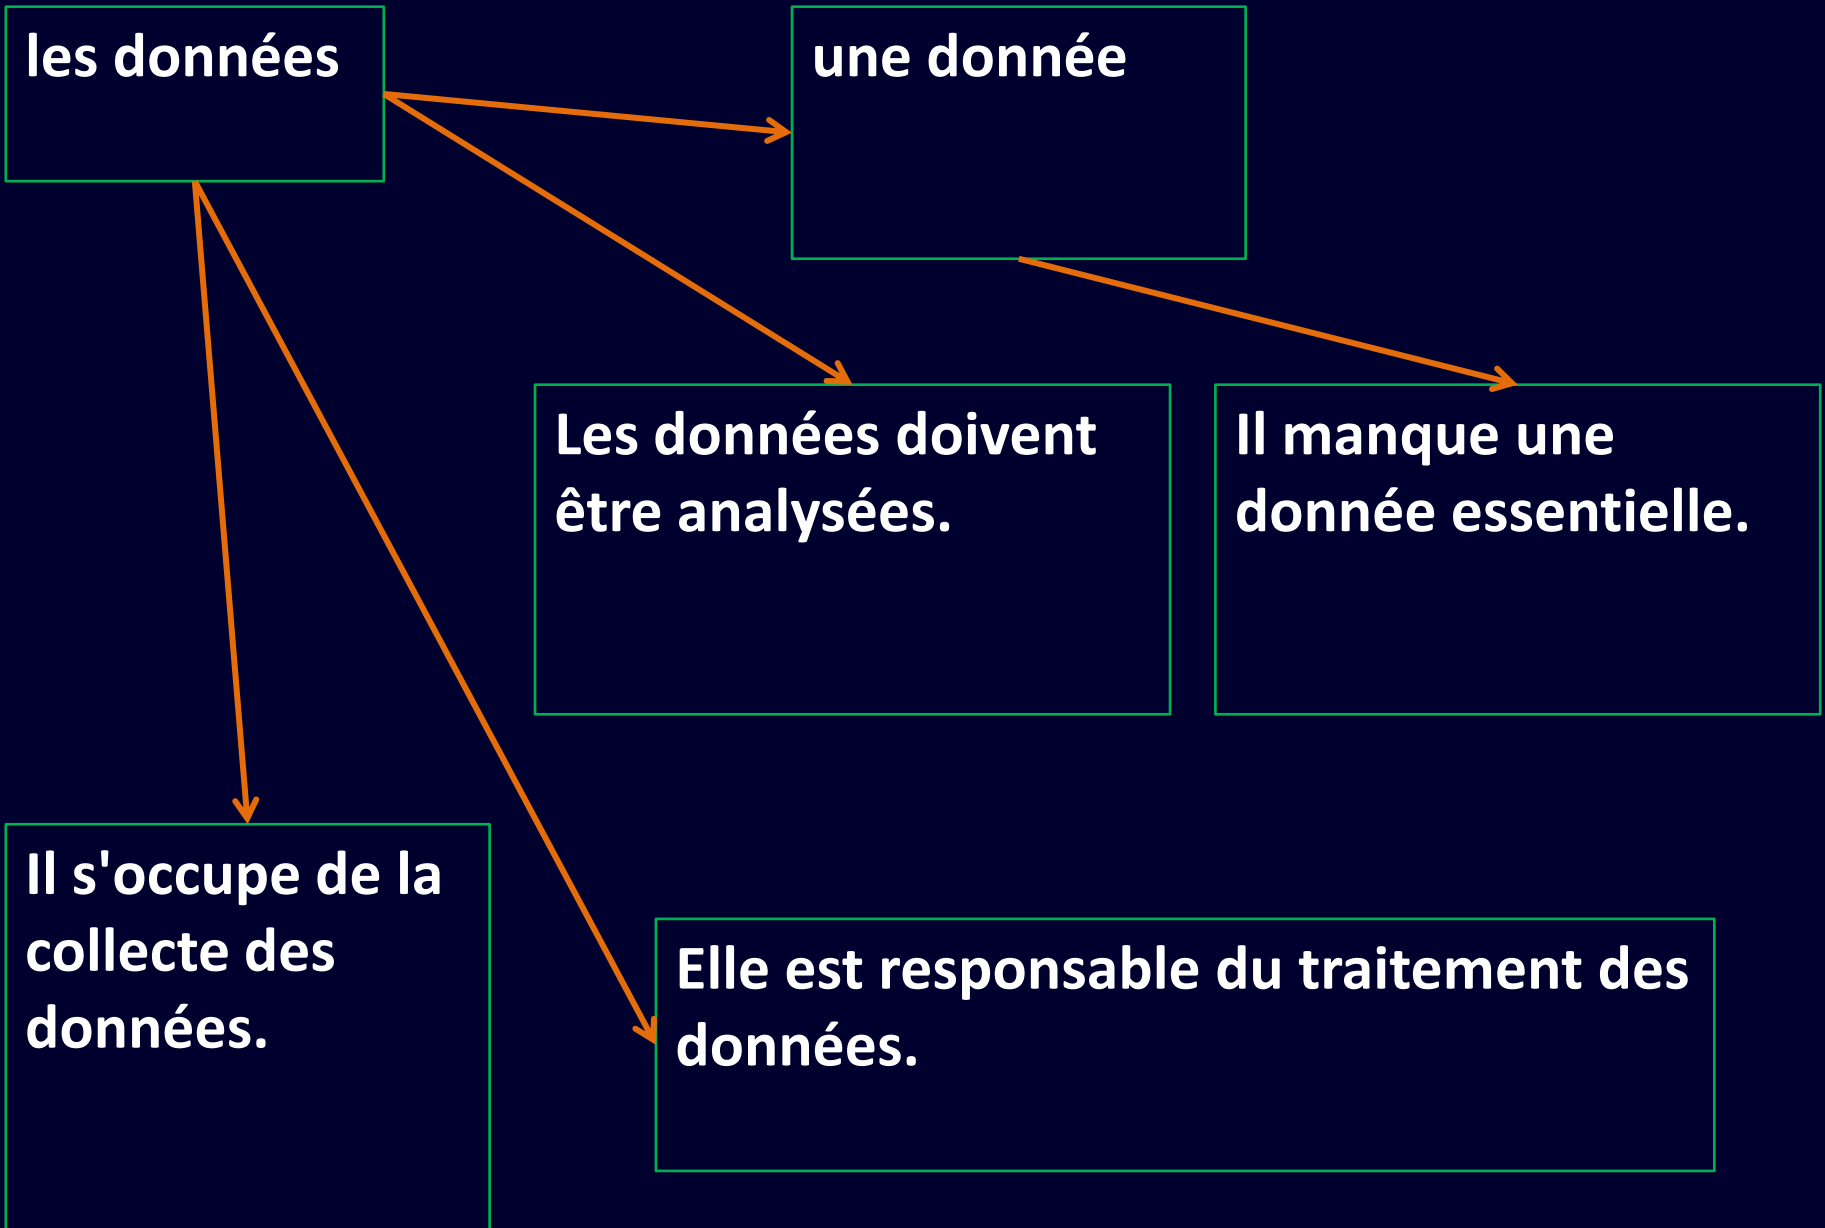 les données
une donnée
Les données doivent
être analysées.
Il manque une
donnée essentielle.
Il s'occupe de la
collecte des
données.
Elle est responsable du traitement des
données.